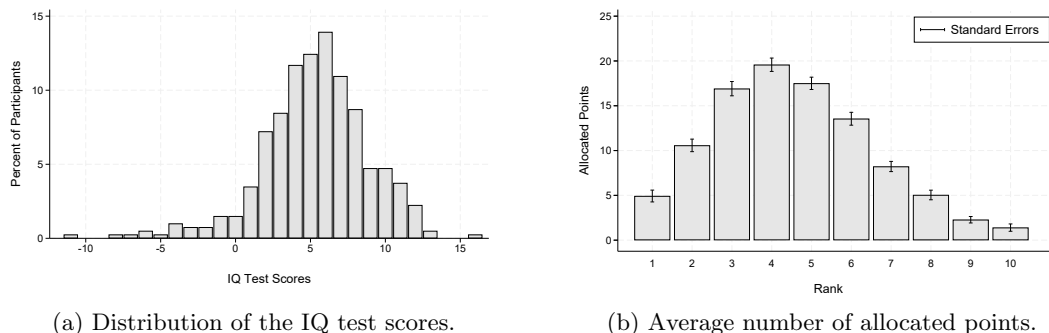 15
10
5
0
Percent of Participants
-10 -5 0 5 10 15
IQ Test Scores
(a) Distribution of the IQ test scores.
25
20
15
10
5
0
Allocated Points
Standard Errors
1 2 3 4 5 6 7 8 9 10
Rank
(b) Average number of allocated points.